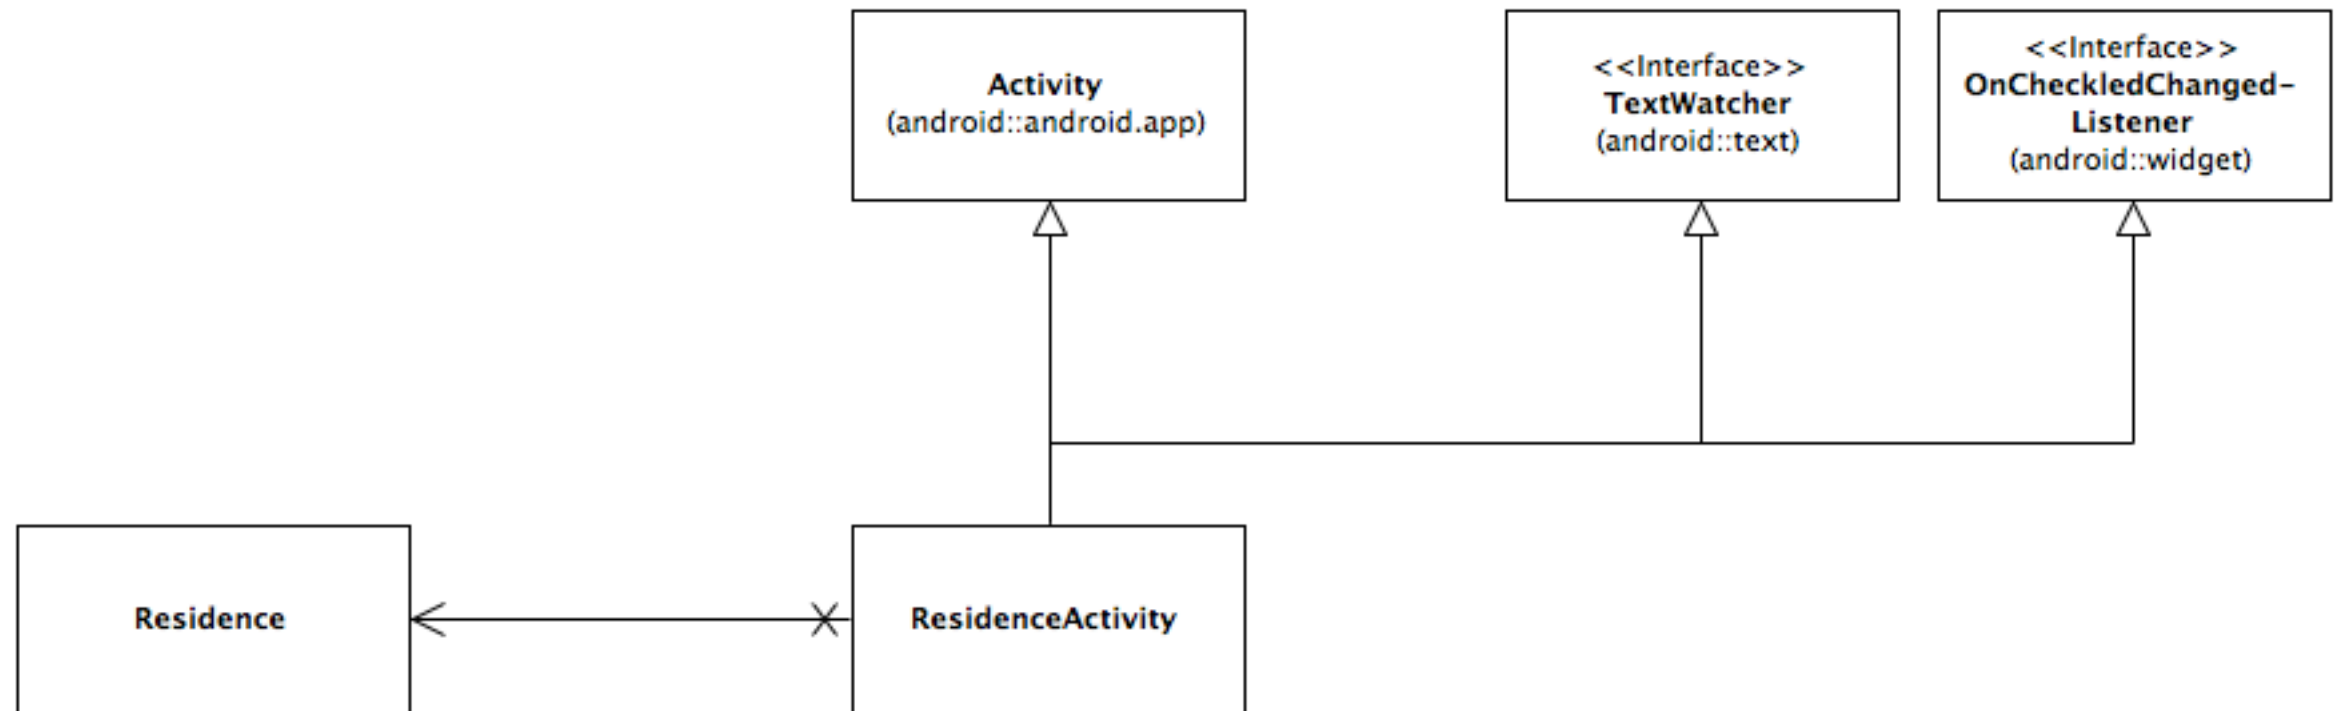 Activity
(android::android.app)
<<Interface>>
TextWatcher
(android::text)
<<Interface>>
OnCheckledChanged-
Listener
(android::widget)
Residence
ResidenceActivity